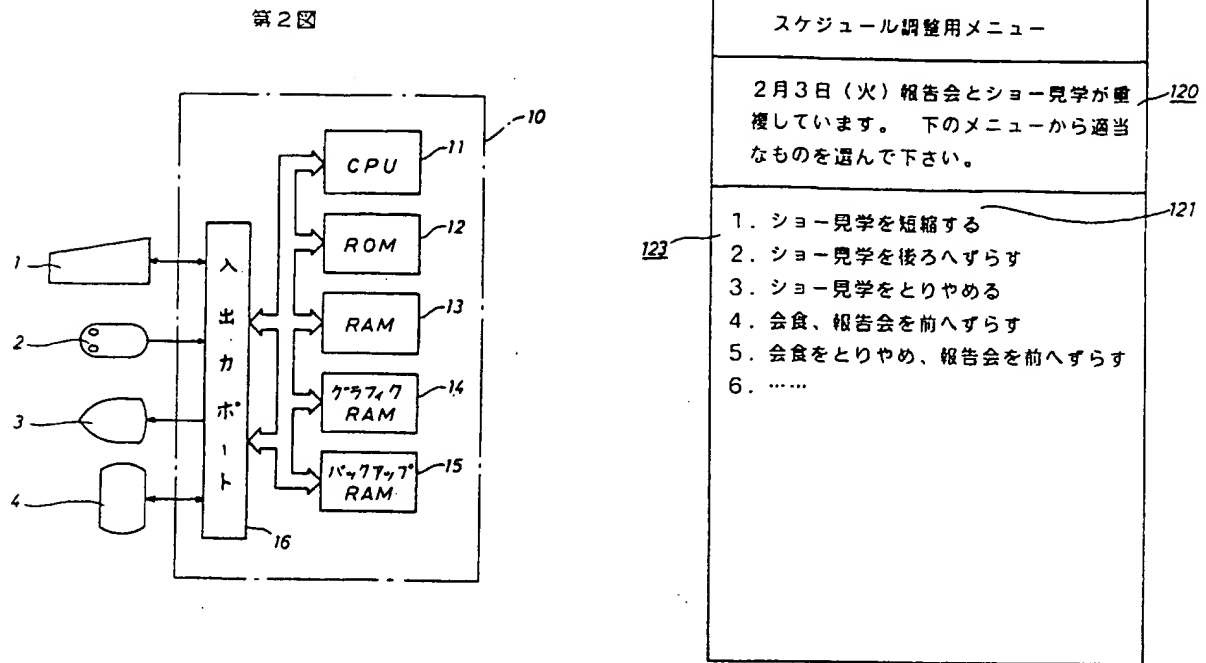 第2図
10
CPU
11
ROM
12
RAM
13
グラフィク
RAM
14
バックアップ
RAM
15
入出力ポート
16
1
2
3
4
スケジュール調整用メニュー
2月3日（火）報告会とショー見学が重
複しています。　下のメニューから適当
なものを選んで下さい。
120
121
123
1. ショー見学を短縮する
2. ショー見学を後ろへずらす
3. ショー見学をとりやめる
4. 会食、報告会を前へずらす
5. 会食をとりやめ、報告会を前へずらす
6. ……